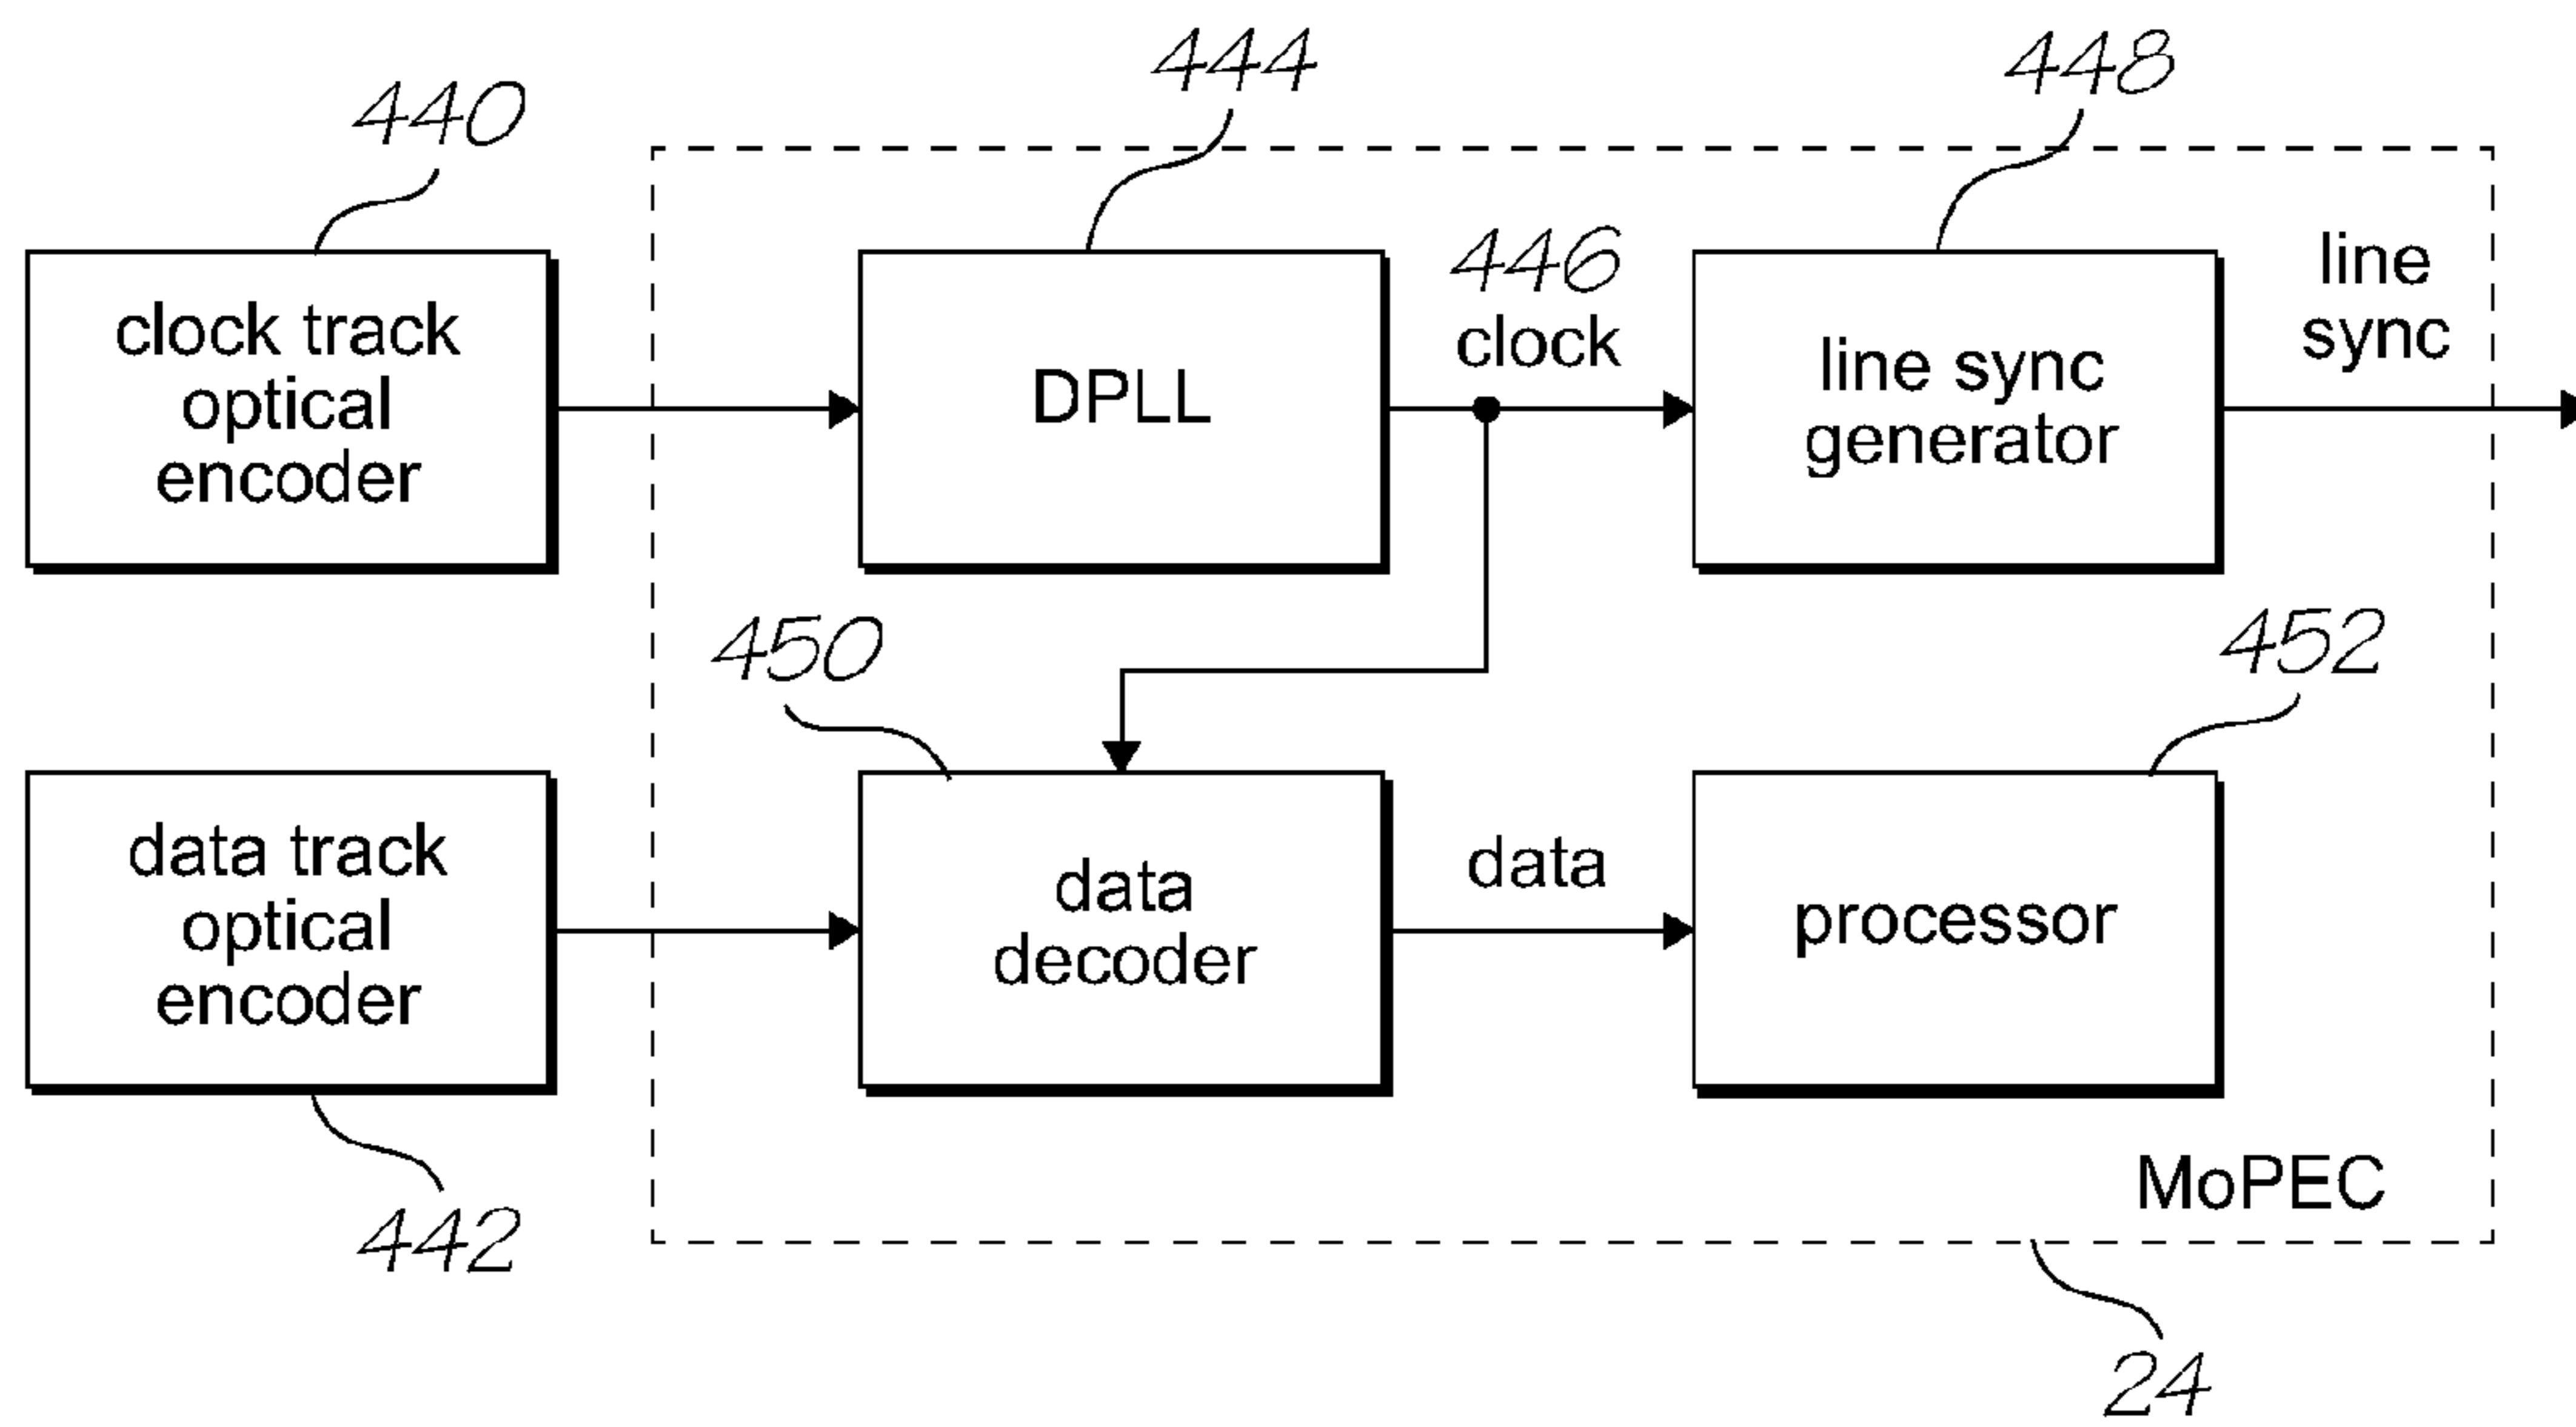 440
444
448
clock track
optical
encoder
DPLL
446
clock
line sync
generator
line
sync
450
452
data track
optical
encoder
data
decoder
data
processor
MoPEC
442
24